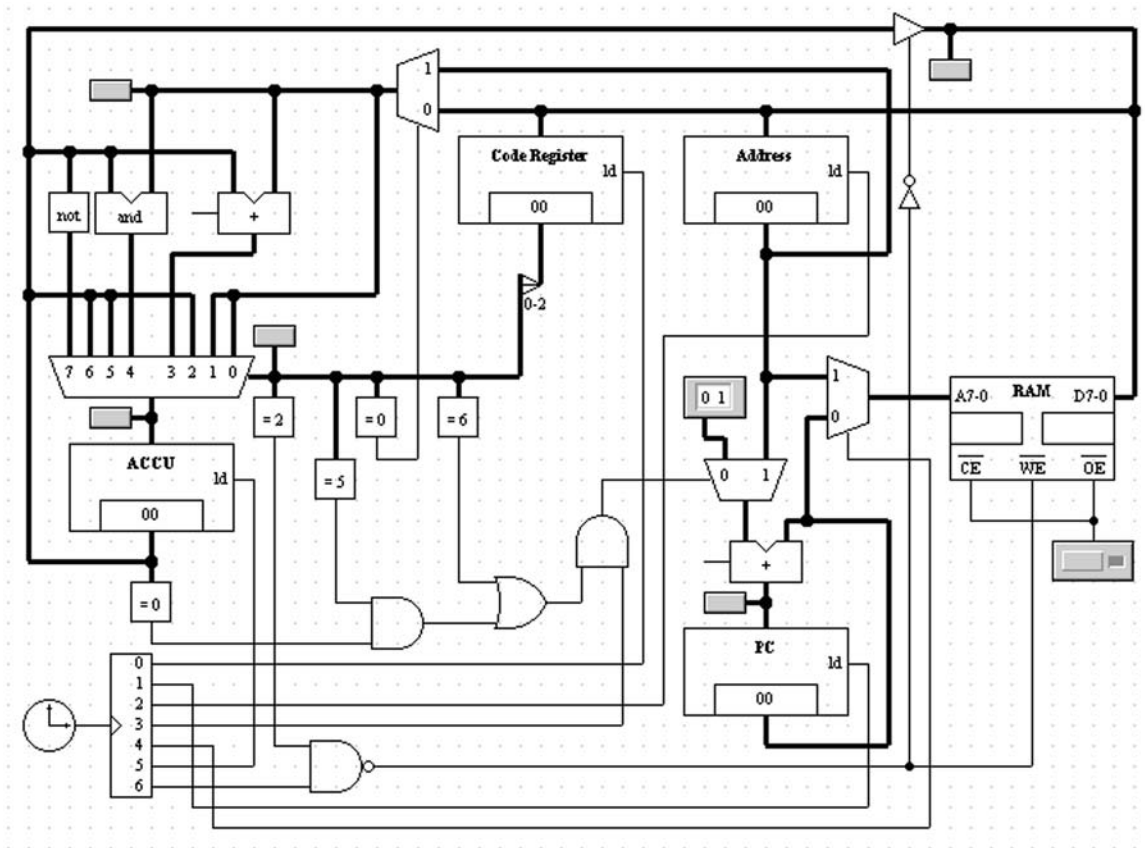 1
0
Code Register
ld
00
Address
ld
00
not
and
+
0-2
7 6 5 4 3 2 1 0
= 2
= 0
= 6
= 5
0 1
1
0
A7-0 RAM D7-0
CE WE OE
ACCU
ld
00
0 1
+
= 0
PC
ld
00
0
1
2
3
4
5
6